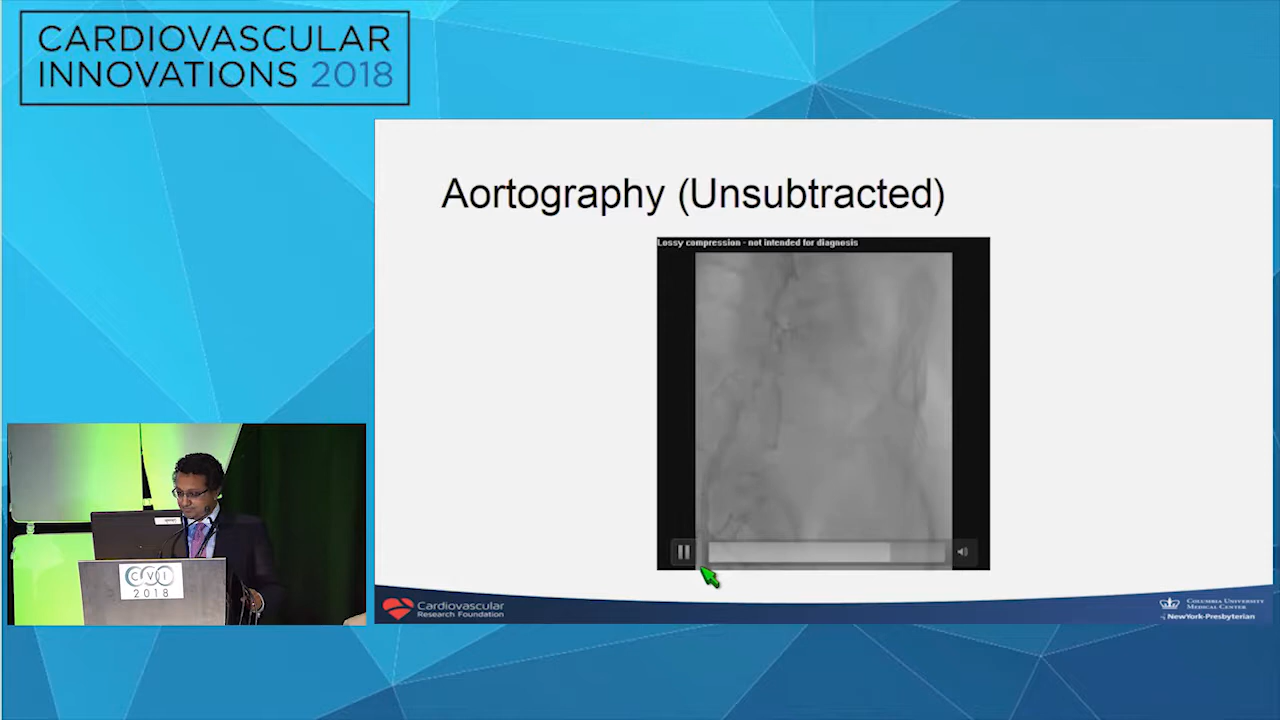 CARDIOVASCULAR
INNOVATIONS 2018
Aortography (Unsubtracted)
Lossy compression - not intended for diagnosis
CVI
2018
Cardiovascular
Research Foundation
COLUMBIA UNIVERSITY
MEDICAL CENTER
NewYork-Presbyterian